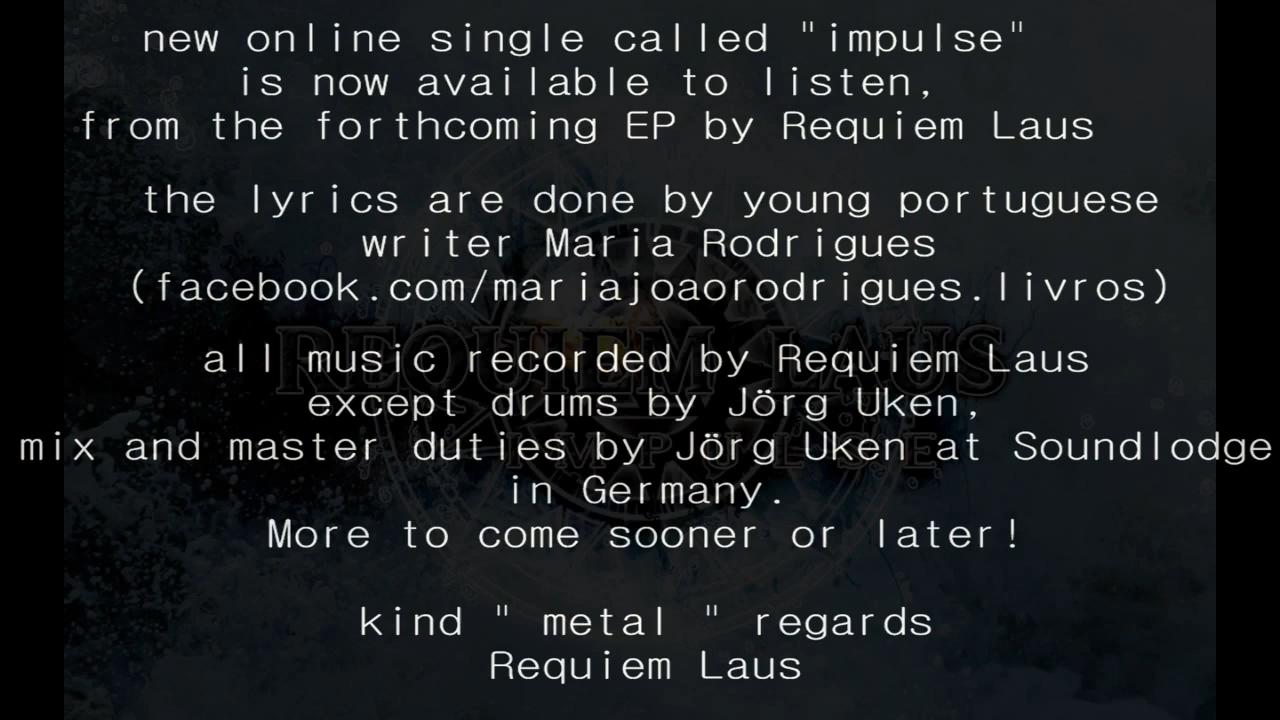 new online single called "impulse"
is now available to listen,
from the forthcoming EP by Requiem Laus
the lyrics are done by young portuguese
writer Maria Rodrigues
(facebook.com/mariajoaorodrigues.livros)
REQUIEM LAUS
all music recorded by Requiem Laus
except drums by Jörg Uken,
IMPULSE
mix and master duties by Jörg Uken at Soundlodge
in Germany.
More to come sooner or later!
kind " metal " regards
Requiem Laus